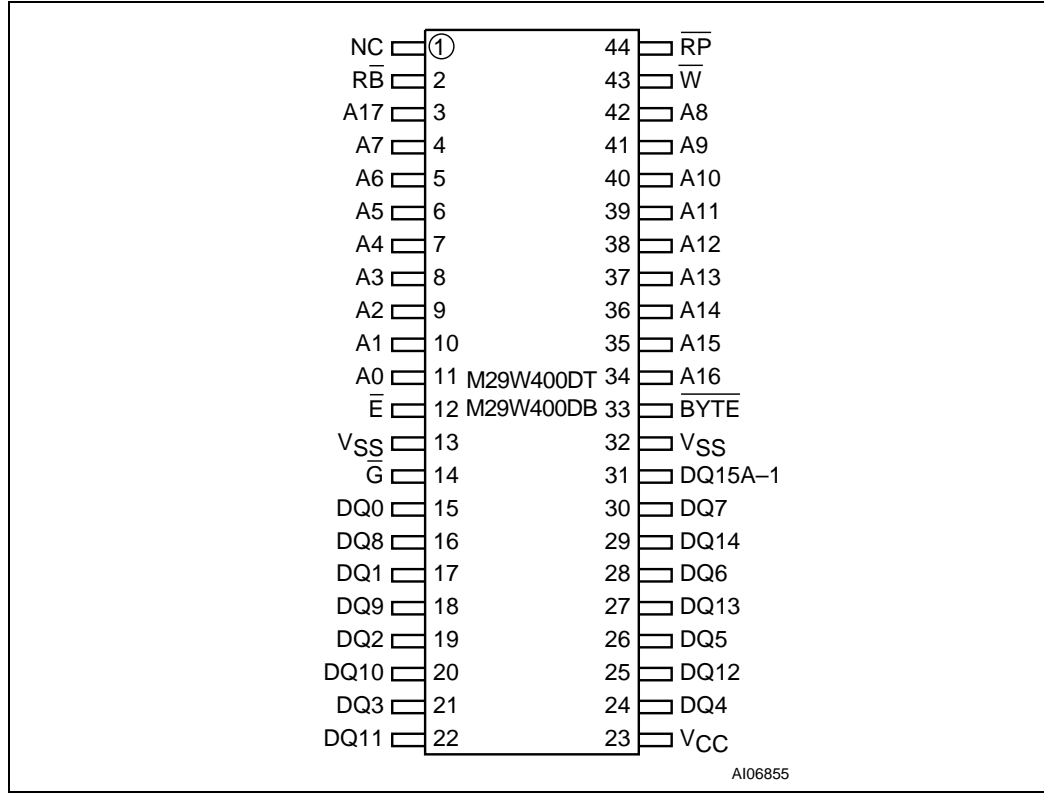 NC 1 44 R̅P̅
RB̅ 2 43 W̅
A17 3 42 A8
A7 4 41 A9
A6 5 40 A10
A5 6 39 A11
A4 7 38 A12
A3 8 37 A13
A2 9 36 A14
A1 10 35 A15
A0 11 M29W400DT 34 A16
E̅ 12 M29W400DB 33 B̅Y̅T̅E̅
VSS 13 32 VSS
G̅ 14 31 DQ15A–1
DQ0 15 30 DQ7
DQ8 16 29 DQ14
DQ1 17 28 DQ6
DQ9 18 27 DQ13
DQ2 19 26 DQ5
DQ10 20 25 DQ12
DQ3 21 24 DQ4
DQ11 22 23 VCC
AI06855